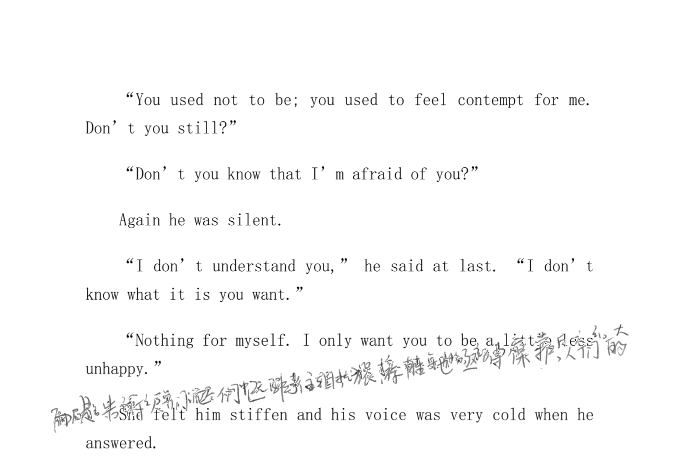 “You used not to be; you used to feel contempt for me.
Don’t you still?”
“Don’t you know that I’m afraid of you?”
Again he was silent.
“I don’t understand you,” he said at last. “I don’t
know what it is you want.”
“Nothing for myself. I only want you to be a little less
unhappy.”
She felt him stiffen and his voice was very cold when he
answered.